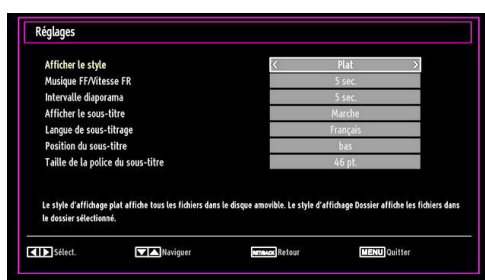 Réglages
Afficher le style < Plat >
Musique FF/Vitesse FR 5 sec.
Intervalle diaporama 5 sec.
Afficher le sous-titre Marche
Langue de sous-titrage Français
Position du sous-titre bas
Taille de la police du sous-titre 46 pt.
Le style d'affichage plat affiche tous les fichiers dans le disque amovible. Le style d'affichage Dossier affiche les fichiers dans
le dossier sélectionné.
Sélect. Naviguer RET/BACK Retour MENU Quitter